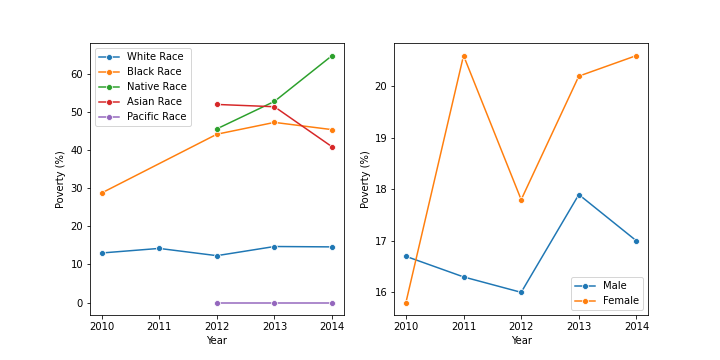 White Race
Black Race
Native Race
Asian Race
Pacific Race
Poverty (%)
60
50
40
30
20
10
0
2010 2011 2012 2013 2014
Year
Poverty (%)
20
19
18
17
16
Male
Female
2010 2011 2012 2013 2014
Year